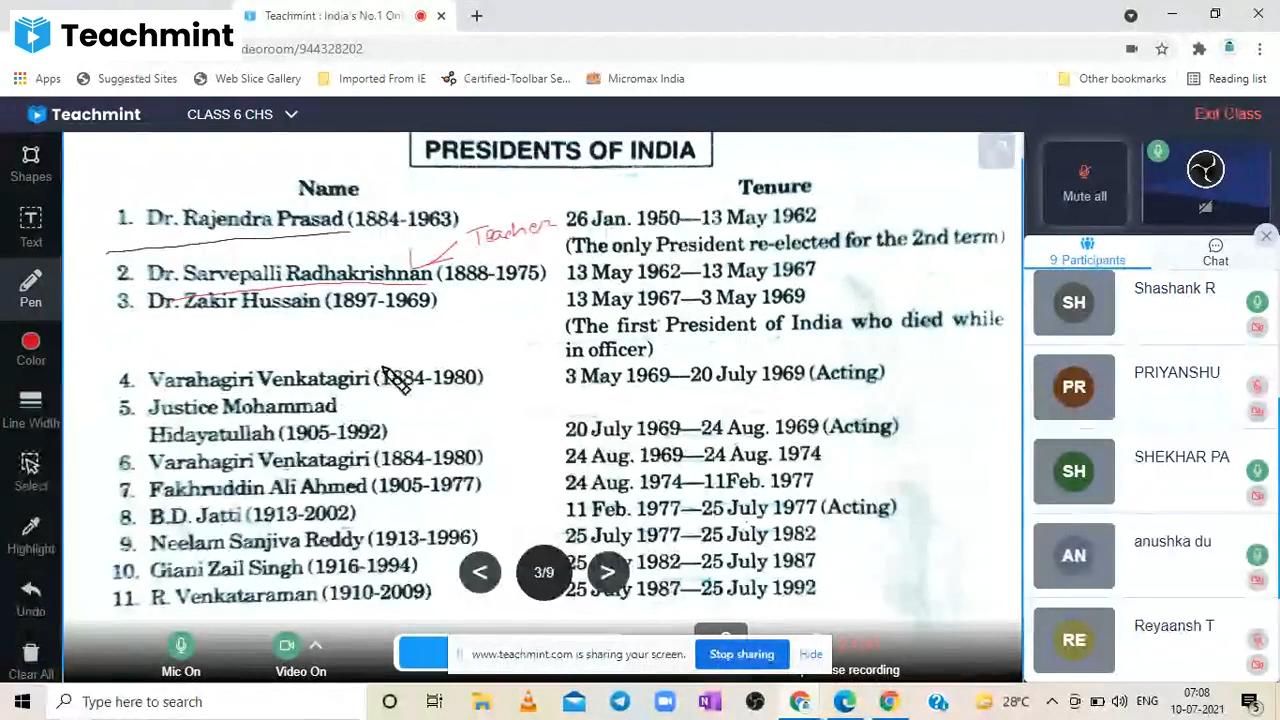 Teachmint
Teachmint : India's No.1 On
deoroom/944328202
Apps Suggested Sites Web Slice Gallery Imported From IE Certified-Toolbar Se... Micromax India Other bookmarks Reading list
Teachmint CLASS 6 CHS Exit Class
Shapes
Text
Pen
Color
Line Width
Select
Highlight
Undo
Clear All
PRESIDENTS OF INDIA
Name Tenure
1. Dr. Rajendra Prasad (1884-1963) 26 Jan. 1950—13 May 1962
Teacher
(The only President re-elected for the 2nd term)
2. Dr. Sarvepalli Radhakrishnan (1888-1975) 13 May 1962—13 May 1967
3. Dr. Zakir Hussain (1897-1969) 13 May 1967—3 May 1969
(The first President of India who died while
in officer)
4. Varahagiri Venkatagiri (1884-1980) 3 May 1969—20 July 1969 (Acting)
5. Justice Mohammad
Hidayatullah (1905-1992) 20 July 1969—24 Aug. 1969 (Acting)
6. Varahagiri Venkatagiri (1884-1980) 24 Aug. 1969—24 Aug. 1974
7. Fakhruddin Ali Ahmed (1905-1977) 24 Aug. 1974—11Feb. 1977
8. B.D. Jatti (1913-2002) 11 Feb. 1977—25 July 1977 (Acting)
9. Neelam Sanjiva Reddy (1913-1996) 25 July 1977—25 July 1982
10. Giani Zail Singh (1916-1994) 25 July 1982—25 July 1987
11. R. Venkataraman (1910-2009) 25 July 1987—25 July 1992
< 3/9 >
Mute all
9 Participants Chat
SH Shashank R
PR PRIYANSHU
SH SHEKHAR PA
AN anushka du
RE Reyaansh T
Mic On Video On
www.teachmint.com is sharing your screen. Stop sharing Hide
recording
Type here to search
28°C ENG 07:08
10-07-2021 5